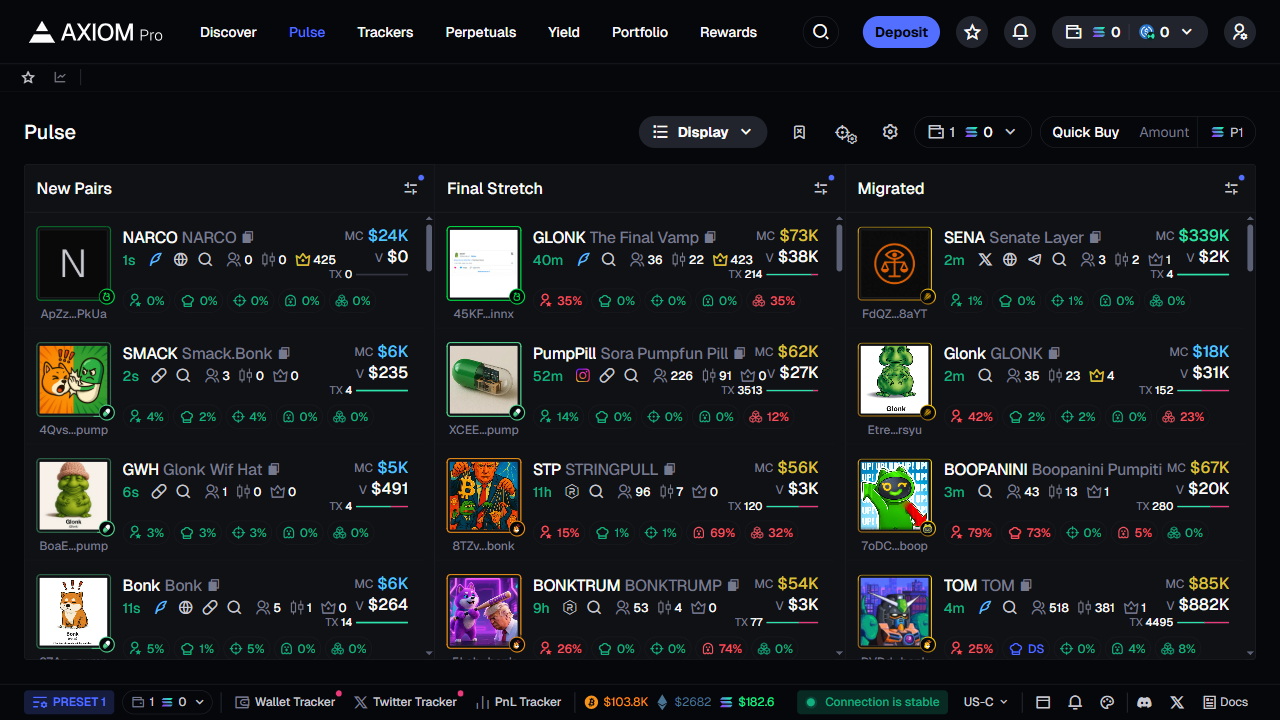 AXIOM Pro Discover Pulse Trackers Perpetuals Yield Portfolio Rewards Deposit 0 0
Pulse Display 1 0 Quick Buy Amount P1
New Pairs Final Stretch Migrated
N
NARCO NARCO MC $24K
1s 0 0 425 V $0
TX 0
0% 0% 0% 0% 0%
ApZz...PkUa
SMACK Smack.Bonk MC $6K
2s 3 0 0 V $235
TX 4
4% 2% 4% 0% 0%
4Qvs...pump
GWH Glonk Wif Hat MC $5K
6s 1 0 0 V $491
TX 4
Glonk
3% 3% 3% 0% 0%
BoaE...pump
Bonk Bonk MC $6K
11s 5 1 0 V $264
TX 14
Bonk
5% 1% 5% 0% 0%
GLONK The Final Vamp MC $73K
40m 36 22 423 V $38K
TX 214
35% 0% 0% 0% 35%
45KF...innx
PumpPill Sora Pumpfun Pill MC $62K
52m 226 91 0 V $27K
TX 3513
14% 0% 0% 0% 12%
XCEE...pump
STP STRINGPULL MC $56K
11h 96 7 0 V $3K
TX 120
15% 1% 1% 69% 32%
8TZv...bonk
BONKTRUM BONKTRUMP MC $54K
9h 53 4 0 V $3K
TX 77
26% 0% 0% 74% 0%
SENA Senate Layer MC $339K
2m 3 2 1 V $2K
TX 4
1% 0% 1% 0% 0%
FdQZ...8aYT
Glonk GLONK MC $18K
2m 35 23 4 V $31K
TX 152
Glonk
42% 2% 2% 0% 23%
Etre...rsyu
BOOPANINI Boopanini Pumpiti MC $67K
3m 43 13 1 V $20K
TX 280
79% 73% 0% 5% 0%
7oDC...boop
TOM TOM MC $85K
4m 518 381 1 V $882K
TX 4495
25% DS 0% 4% 8%
PRESET 1 1 0 Wallet Tracker Twitter Tracker PnL Tracker $103.8K $2682 $182.6 Connection is stable US-C Docs